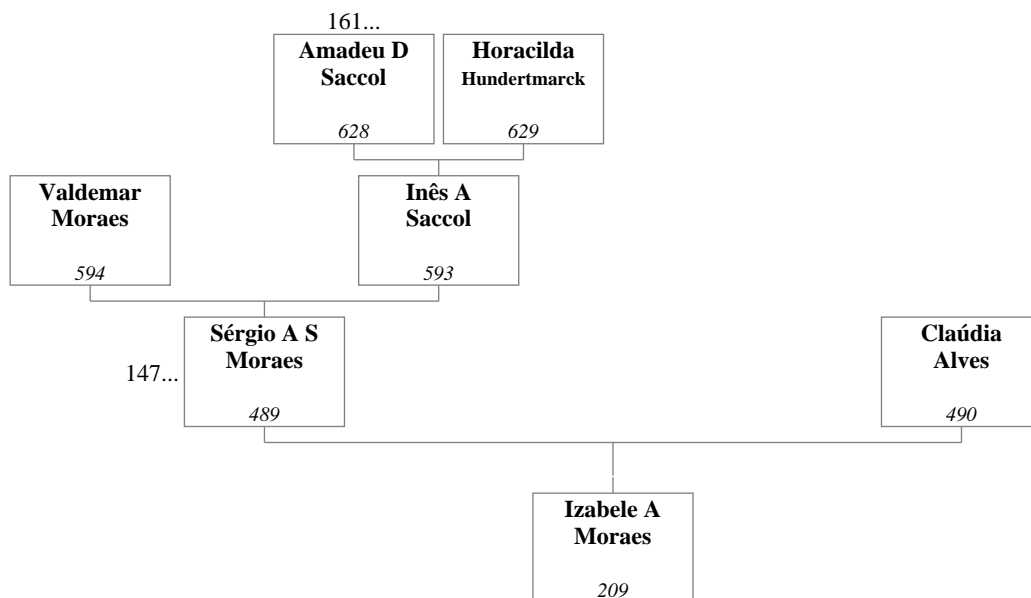 161...
Amadeu D
Saccol
628
Horacilda
Hundertmarck
629
Valdemar
Moraes
594
Inês A
Saccol
593
147...
Sérgio A S
Moraes
489
Claúdia
Alves
490
Izabele A
Moraes
209